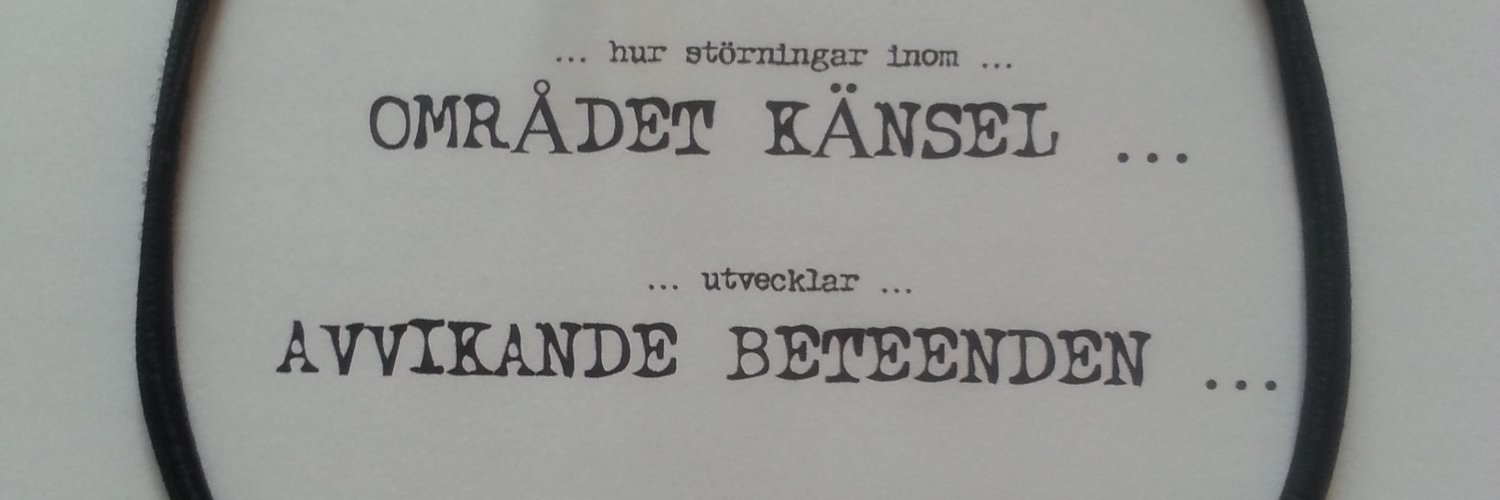 ... hur störningar inom ...
OMRÅDET KÄNSEL ...
... utvecklar ...
AVVIKANDE BETEENDEN ...